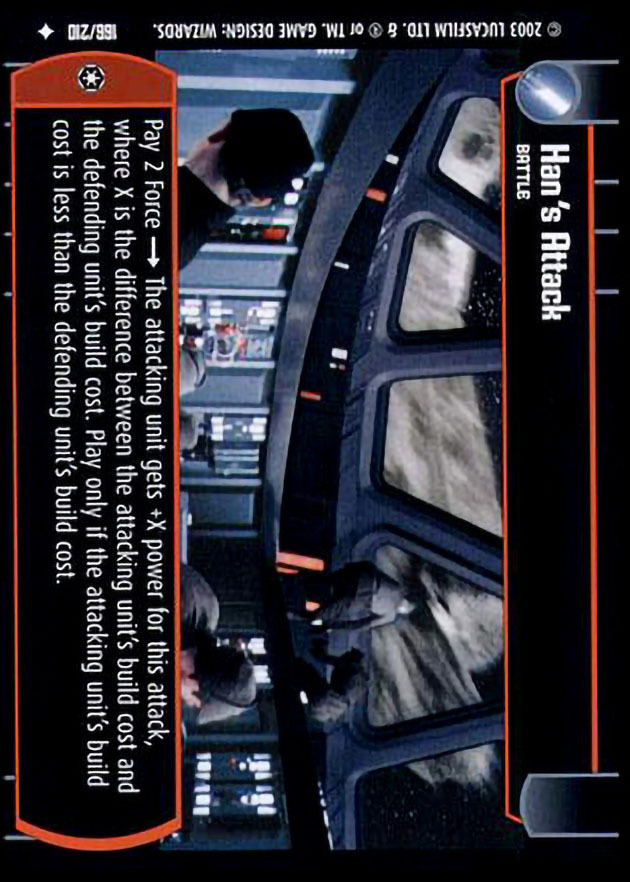 Han's Attack
BATTLE
Pay 2 Force → The attacking unit gets +X power for this attack,
where X is the difference between the attacking unit's build cost and
the defending unit's build cost. Play only if the attacking unit's build
cost is less than the defending unit's build cost.
© 2003 LUCASFILM LTD. & ® or TM. GAME DESIGN: WIZARDS.
166/210